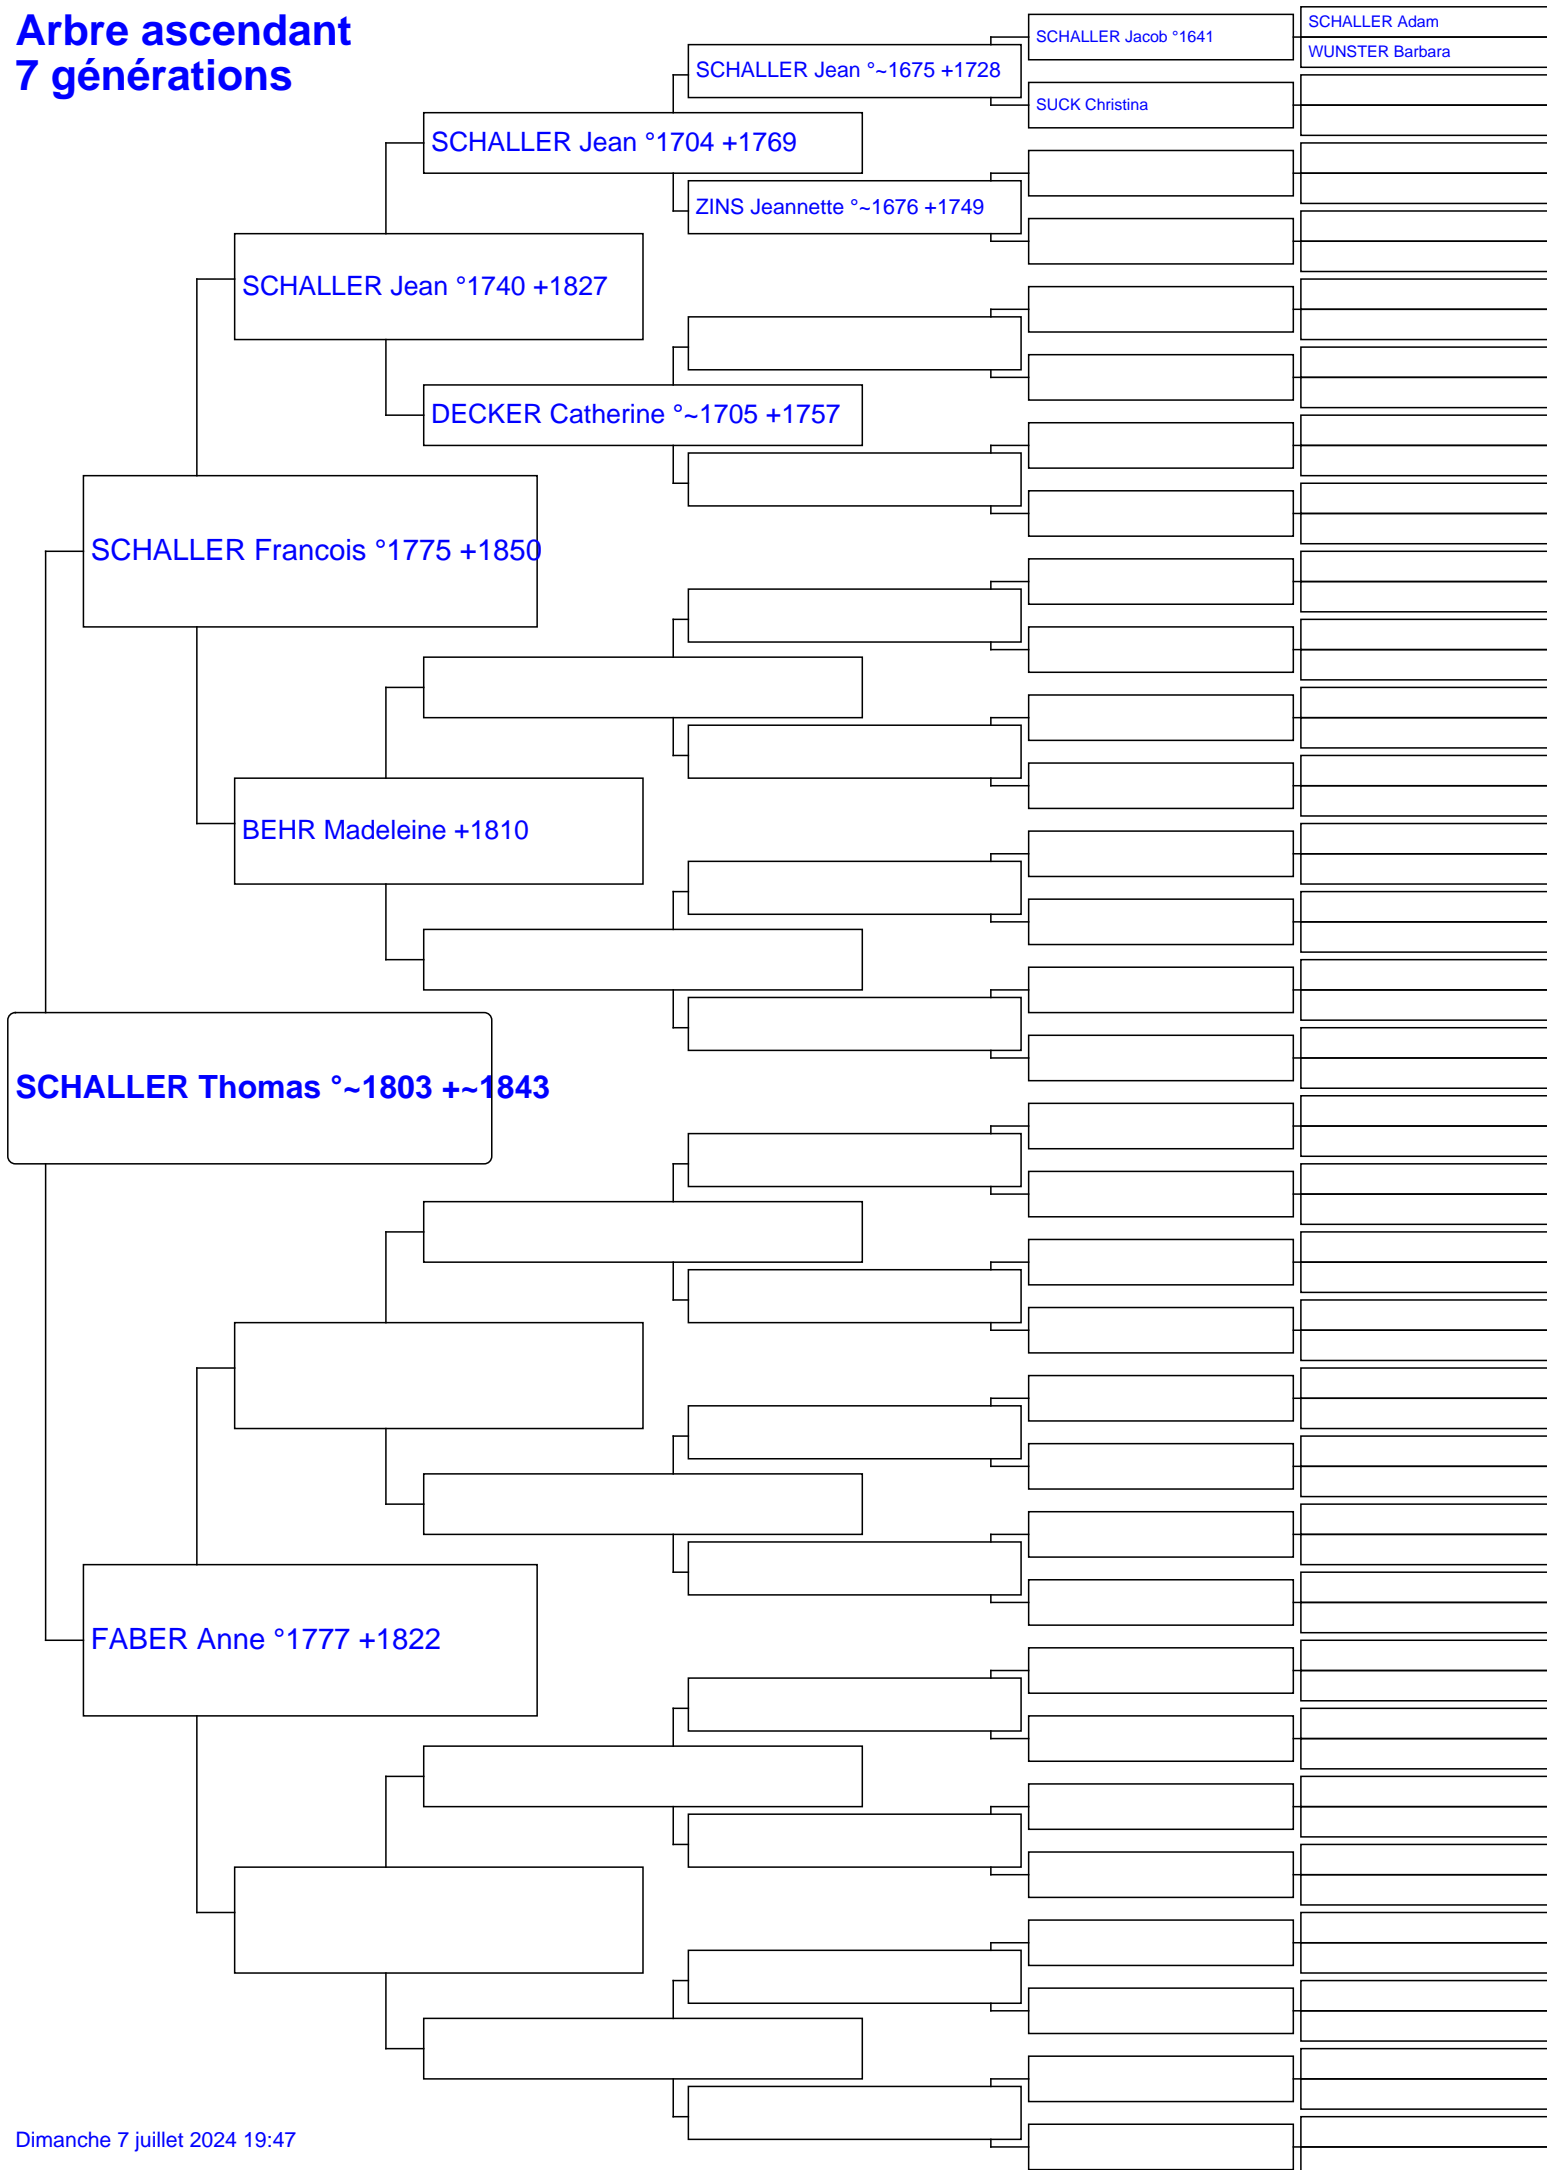 Arbre ascendant
7 générations
SCHALLER Adam
WUNSTER Barbara
SCHALLER Jacob °1641
SCHALLER Jean °~1675 +1728
SUCK Christina
SCHALLER Jean °1704 +1769
ZINS Jeannette °~1676 +1749
SCHALLER Jean °1740 +1827
DECKER Catherine °~1705 +1757
SCHALLER Francois °1775 +1850
BEHR Madeleine +1810
SCHALLER Thomas °~1803 +~1843
FABER Anne °1777 +1822
Dimanche 7 juillet 2024 19:47